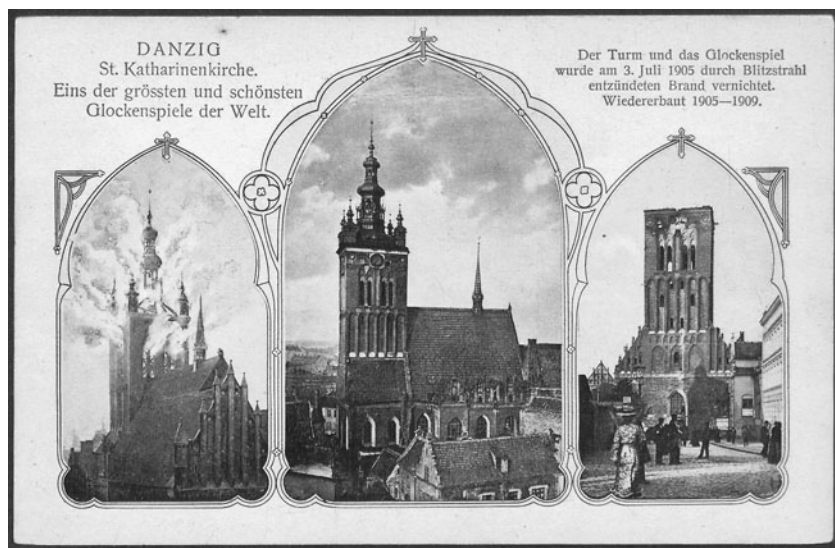 DANZIG
St. Katharinenkirche.
Eins der grössten und schönsten
Glockenspiele der Welt.
Der Turm und das Glockenspiel
wurde am 3. Juli 1905 durch Blitzstrahl
entzündeten Brand vernichtet.
Wiedererbaut 1905—1909.